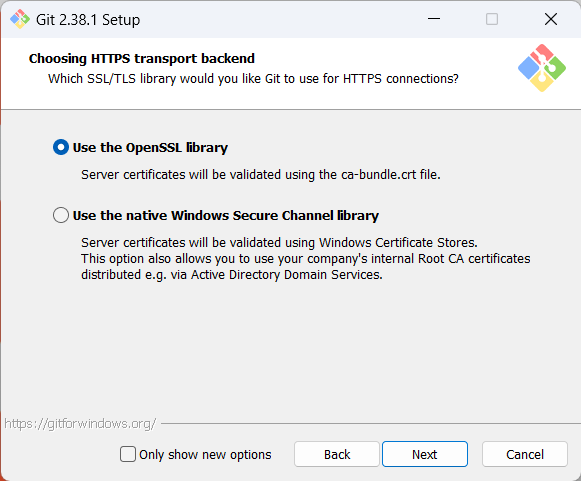 Git 2.38.1 Setup
Choosing HTTPS transport backend
Which SSL/TLS library would you like Git to use for HTTPS connections?
Use the OpenSSL library
Server certificates will be validated using the ca-bundle.crt file.
Use the native Windows Secure Channel library
Server certificates will be validated using Windows Certificate Stores.
This option also allows you to use your company's internal Root CA certificates
distributed e.g. via Active Directory Domain Services.
https://gitforwindows.org/
Only show new options
Back
Next
Cancel